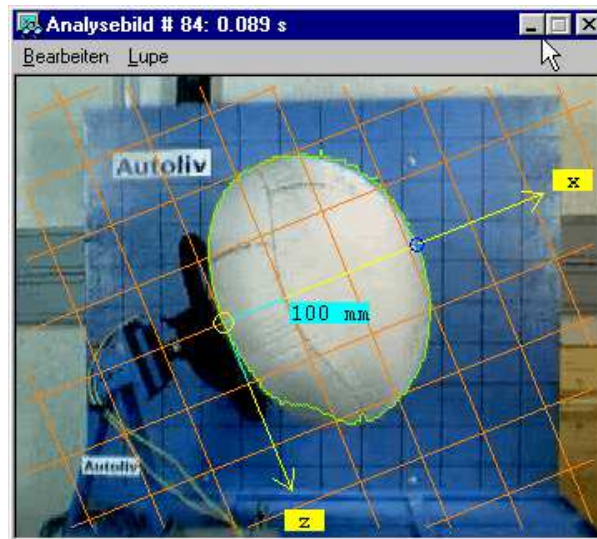 Analysebild # 84: 0.089 s
Bearbeiten Lupe
Autoliv
x
100 mm
Autoliv
z